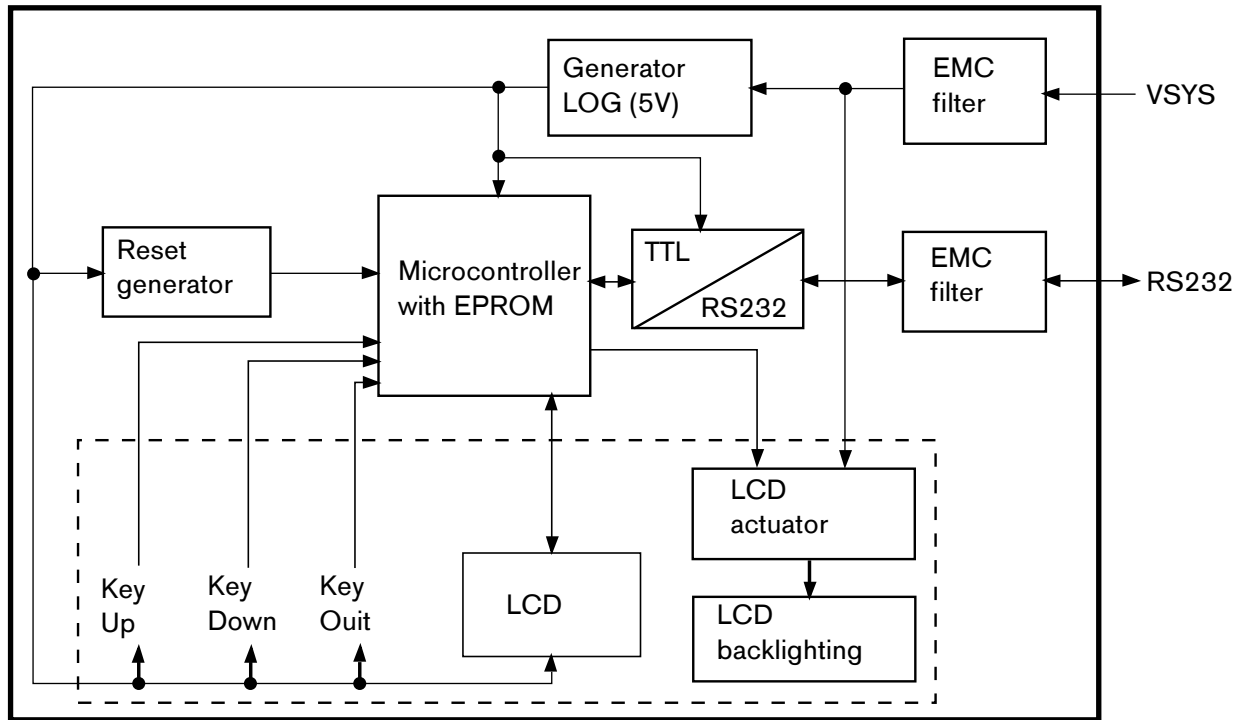 Generator
LOG (5V)
EMC
filter
VSYS
Reset
generator
Microcontroller
with EPROM
TTL
RS232
EMC
filter
RS232
LCD
actuator
Key
Up
Key
Down
Key
Ouit
LCD
LCD
backlighting